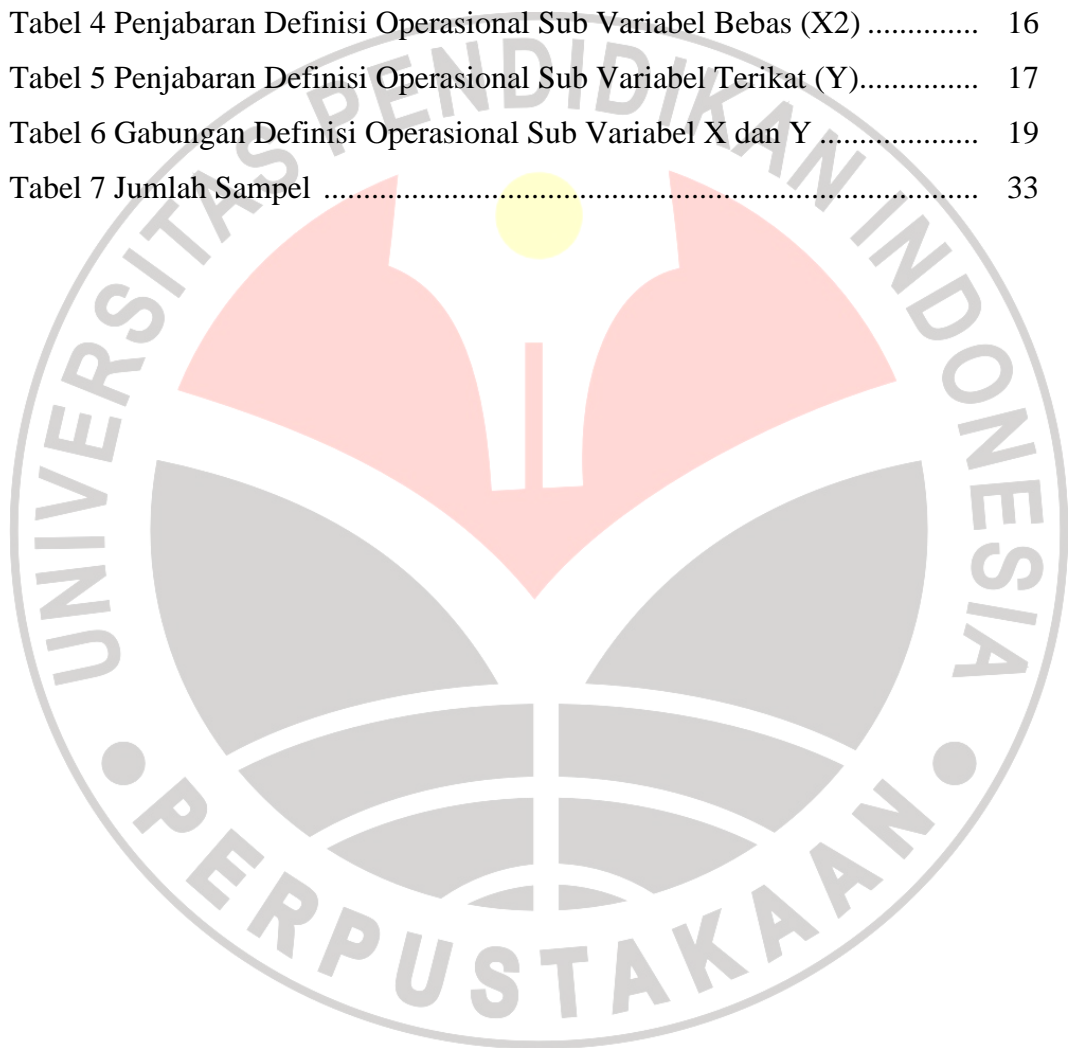 Tabel 4 Penjabaran Definisi Operasional Sub Variabel Bebas (X2) .............. 16
Tabel 5 Penjabaran Definisi Operasional Sub Variabel Terikat (Y)............... 17
Tabel 6 Gabungan Definisi Operasional Sub Variabel X dan Y .................... 19
Tabel 7 Jumlah Sampel .................................................................................. 33
UNIVERSITAS PENDIDIKAN INDONESIA
PERPUSTAKAAN